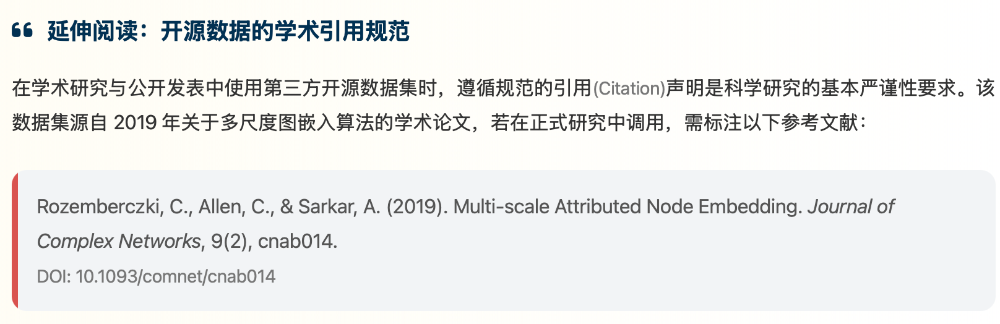 ❝ 延伸阅读：开源数据的学术引用规范
在学术研究与公开发表中使用第三方开源数据集时，遵循规范的引用(Citation)声明是科学研究的基本严谨性要求。该
数据集源自 2019 年关于多尺度图嵌入算法的学术论文，若在正式研究中调用，需标注以下参考文献：
Rozemberczki, C., Allen, C., & Sarkar, A. (2019). Multi-scale Attributed Node Embedding. Journal of
Complex Networks, 9(2), cnab014.
DOI: 10.1093/comnet/cnab014